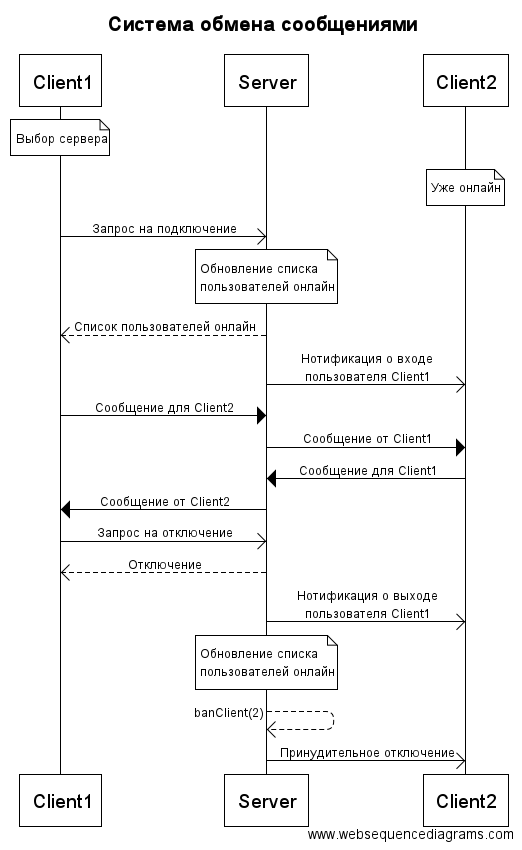 Система обмена сообщениями
Client1
Server
Client2
Выбор сервера
Уже онлайн
Запрос на подключение
Обновление списка
пользователей онлайн
Список пользователей онлайн
Нотификация о входе
пользователя Client1
Сообщение для Client2
Сообщение от Client1
Сообщение для Client1
Сообщение от Client2
Запрос на отключение
Отключение
Нотификация о выходе
пользователя Client1
Обновление списка
пользователей онлайн
banClient(2)
Принудительное отключение
Client1
Server
Client2
www.websequencediagrams.com